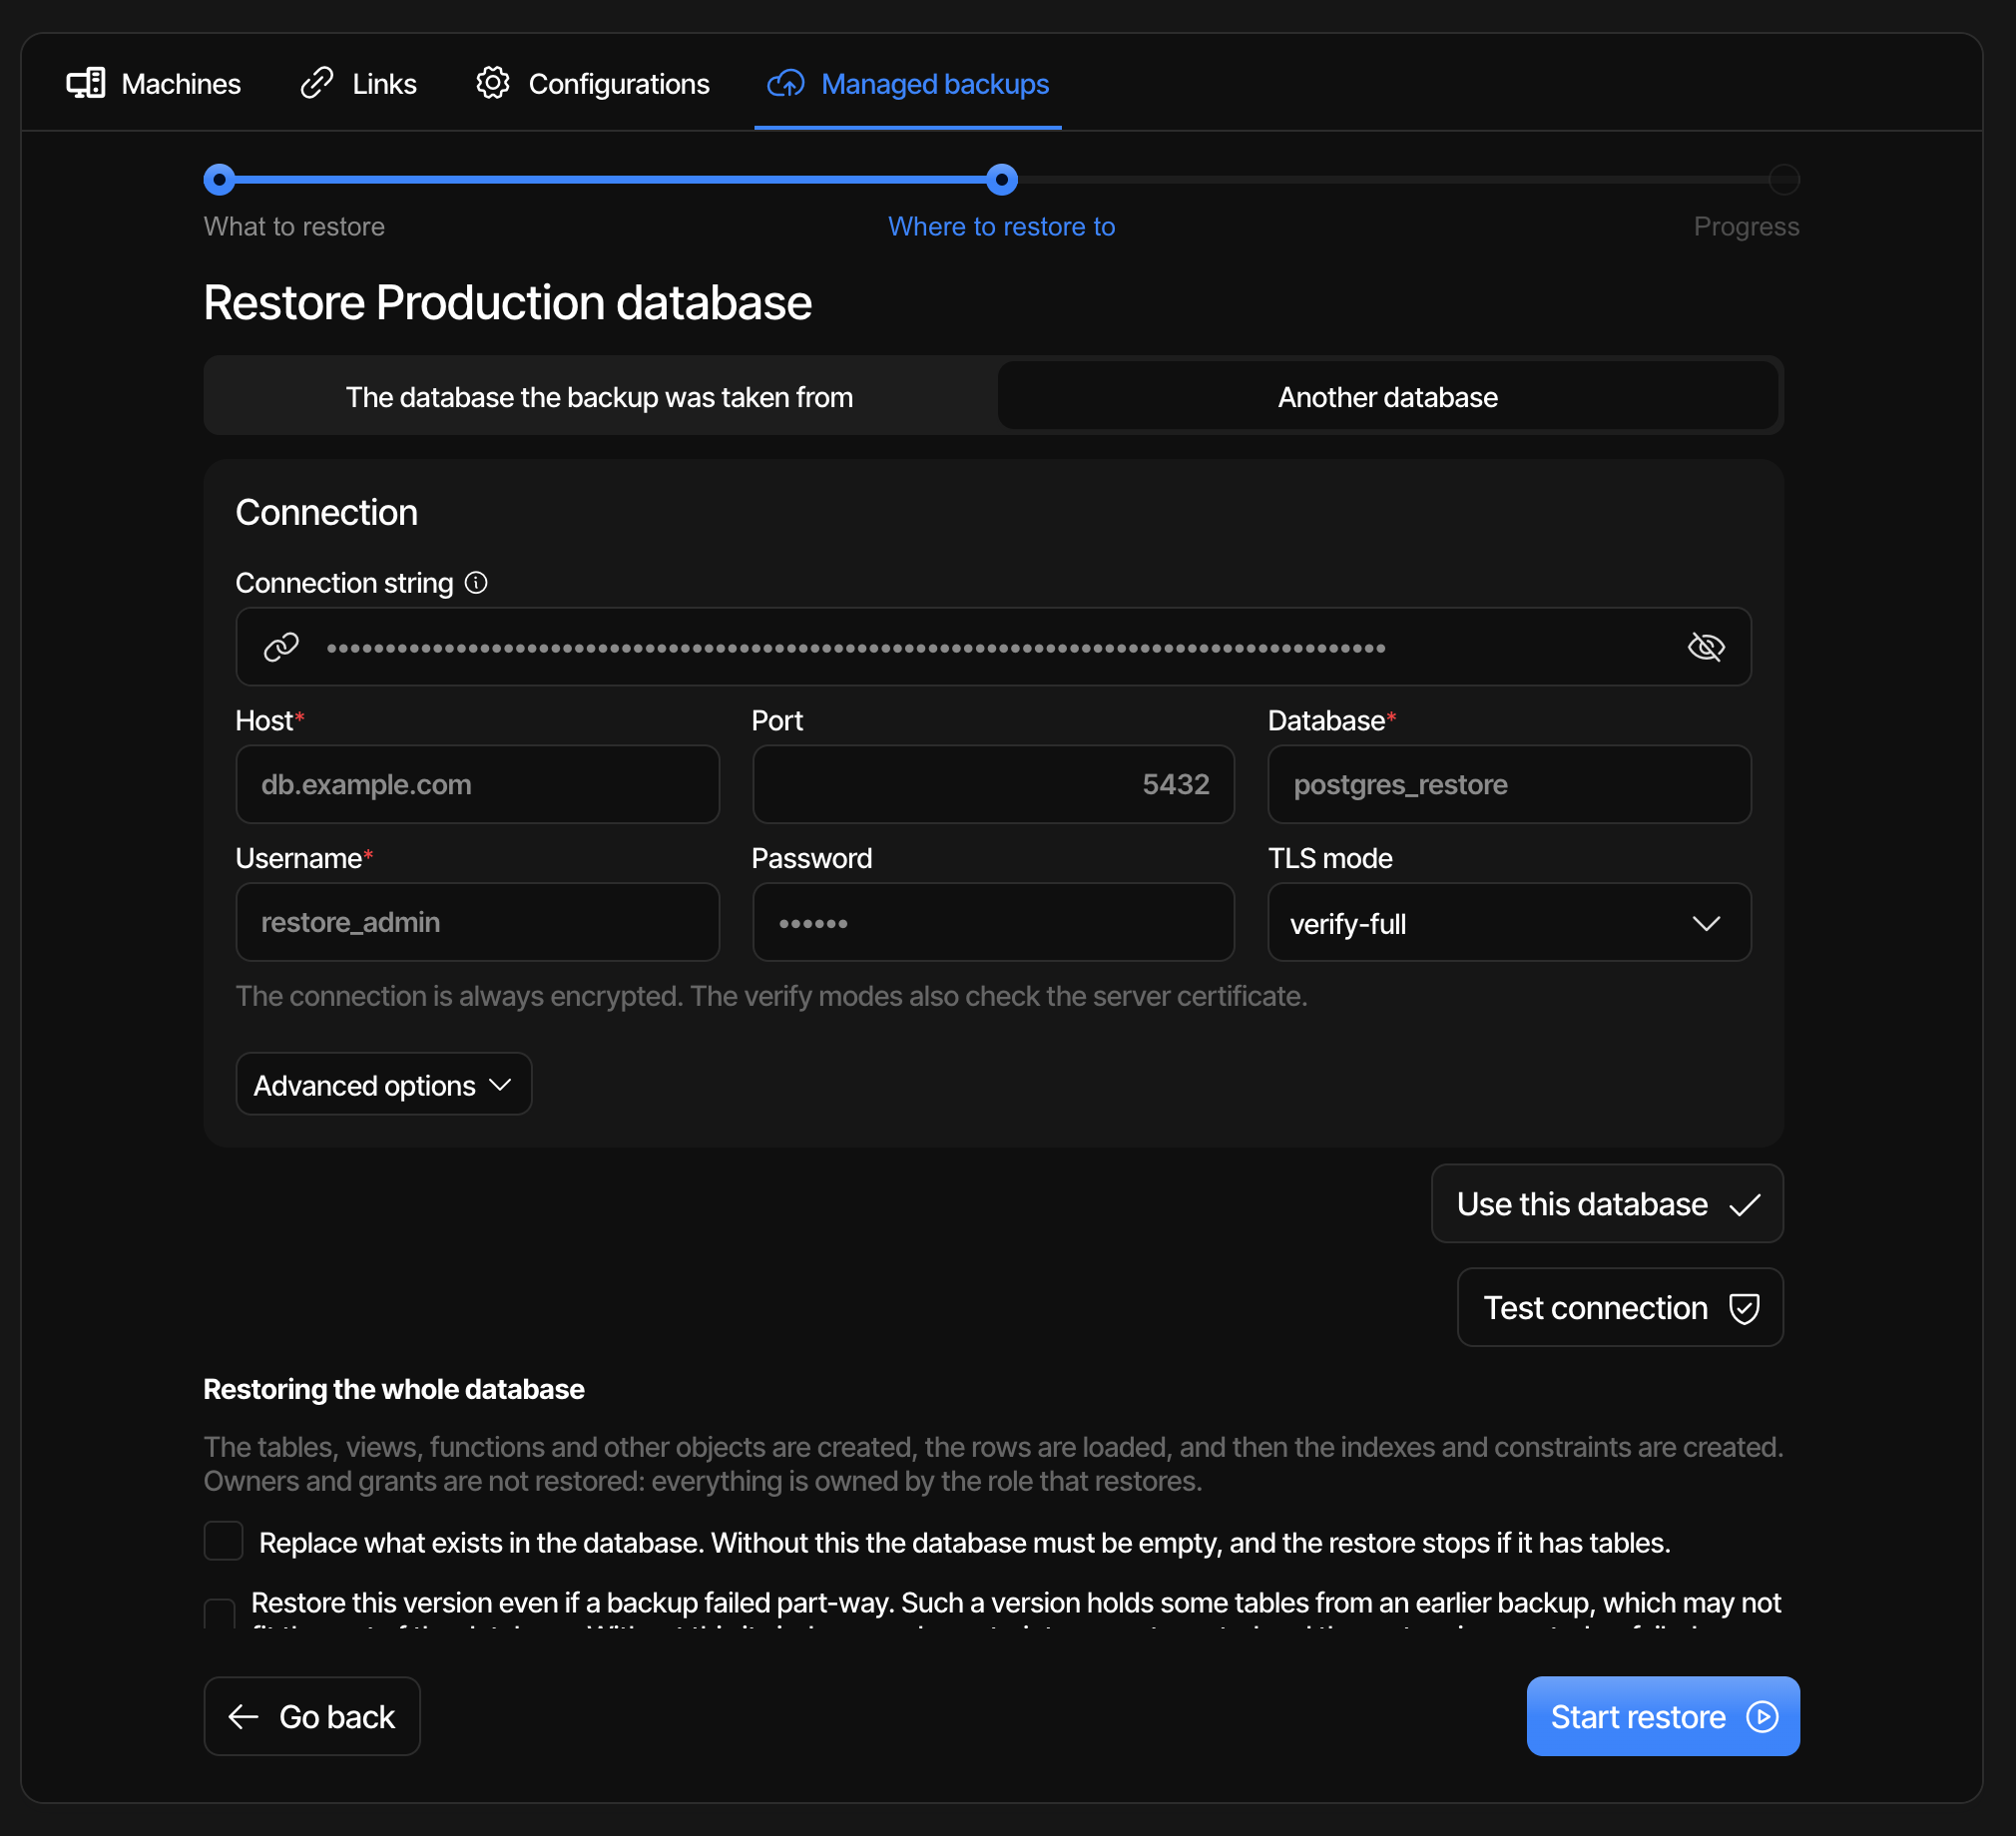 Machines
Links
Configurations
Managed backups
What to restore
Where to restore to
Progress
Restore Production database
The database the backup was taken from
Another database
Connection
Connection string
Host*
Port
Database*
db.example.com
5432
postgres_restore
Username*
Password
TLS mode
restore_admin
••••••
verify-full
The connection is always encrypted. The verify modes also check the server certificate.
Advanced options
Use this database
Test connection
Restoring the whole database
The tables, views, functions and other objects are created, the rows are loaded, and then the indexes and constraints are created.
Owners and grants are not restored: everything is owned by the role that restores.
Replace what exists in the database. Without this the database must be empty, and the restore stops if it has tables.
Restore this version even if a backup failed part-way. Such a version holds some tables from an earlier backup, which may not
Go back
Start restore